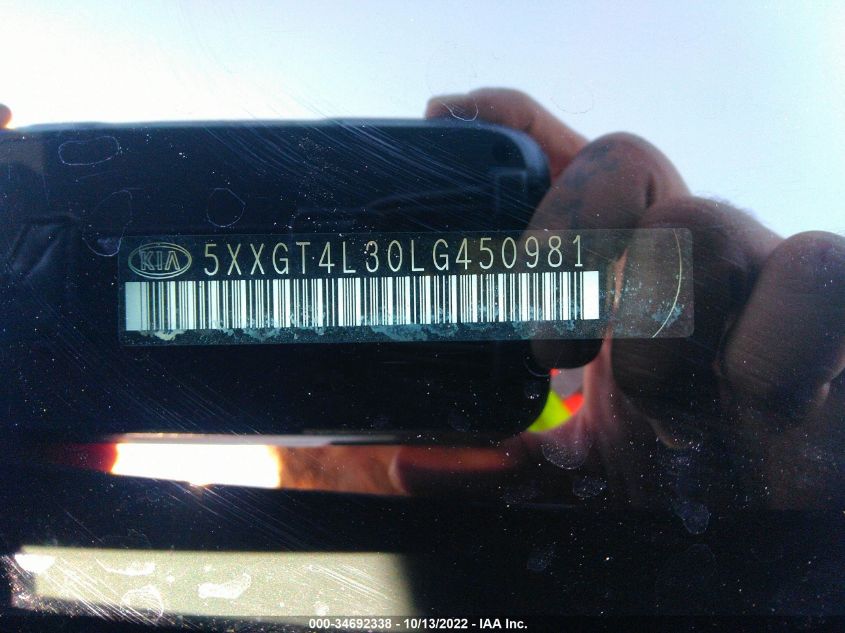 KIA 5XXGT4L30LG450981
000-34692338 - 10/13/2022 - IAA Inc.